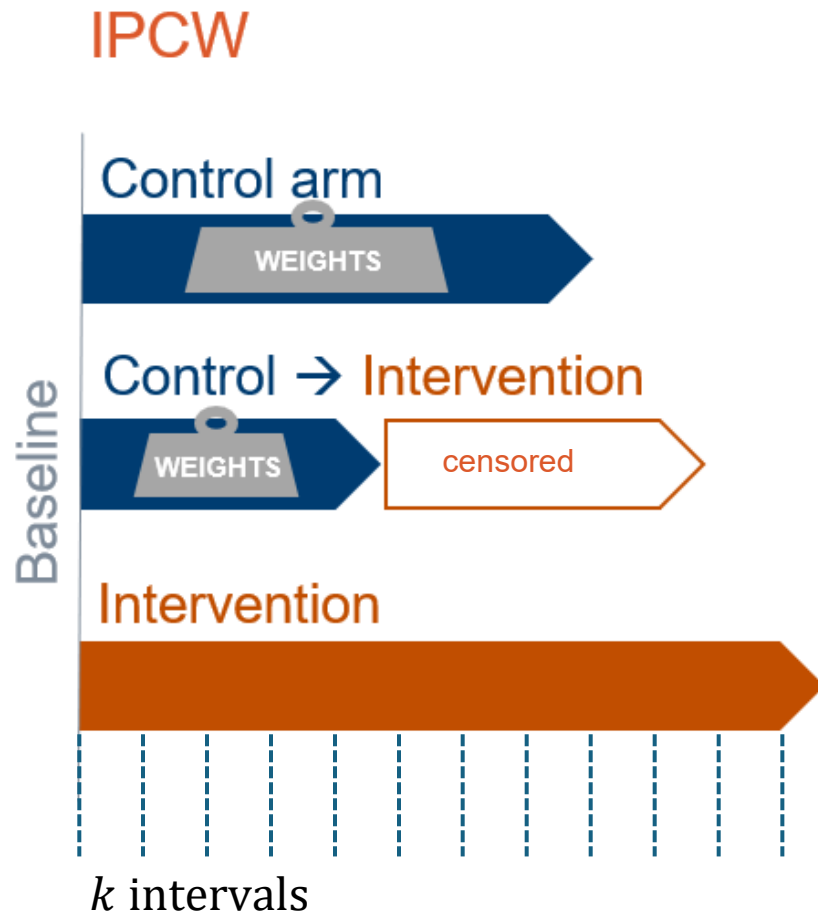 IPCW
Control arm
WEIGHTS
Control → Intervention
WEIGHTS
censored
Baseline
Intervention
k intervals